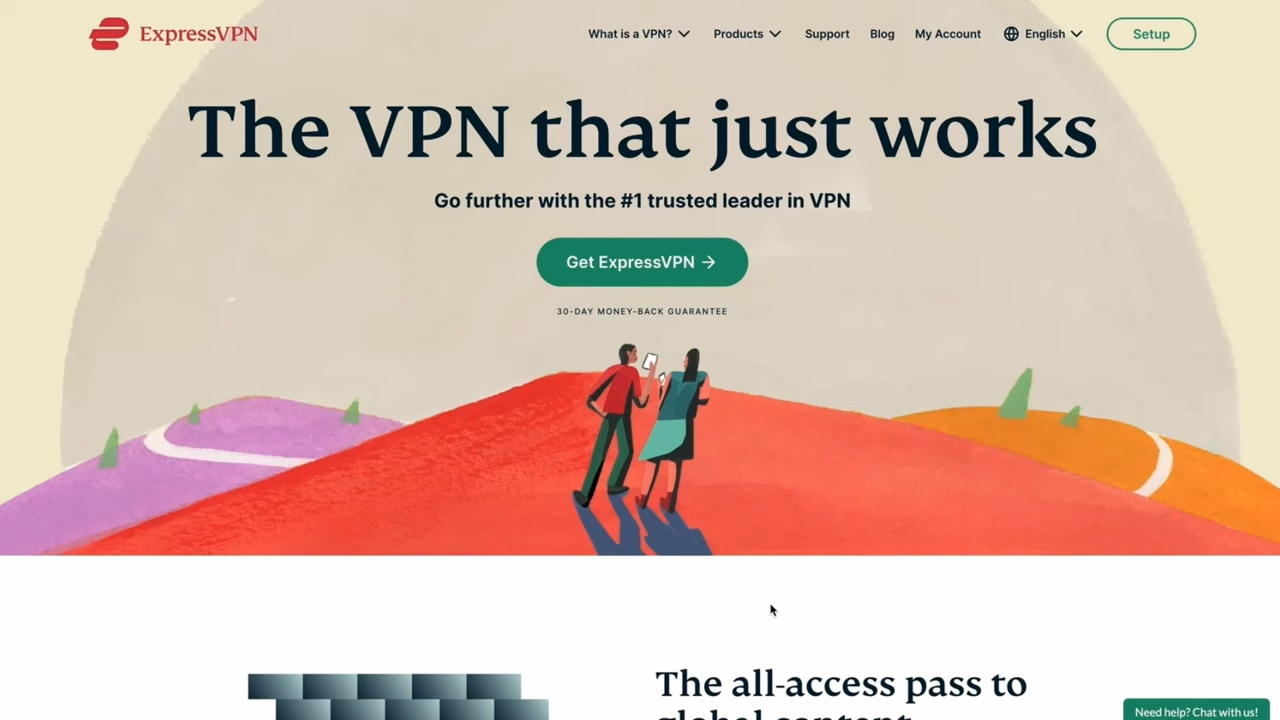 ExpressVPN
What is a VPN?
Products
Support
Blog
My Account
English
Setup
The VPN that just works
Go further with the #1 trusted leader in VPN
Get ExpressVPN →
30-DAY MONEY-BACK GUARANTEE
The all-access pass to
global content
Need help? Chat with us!